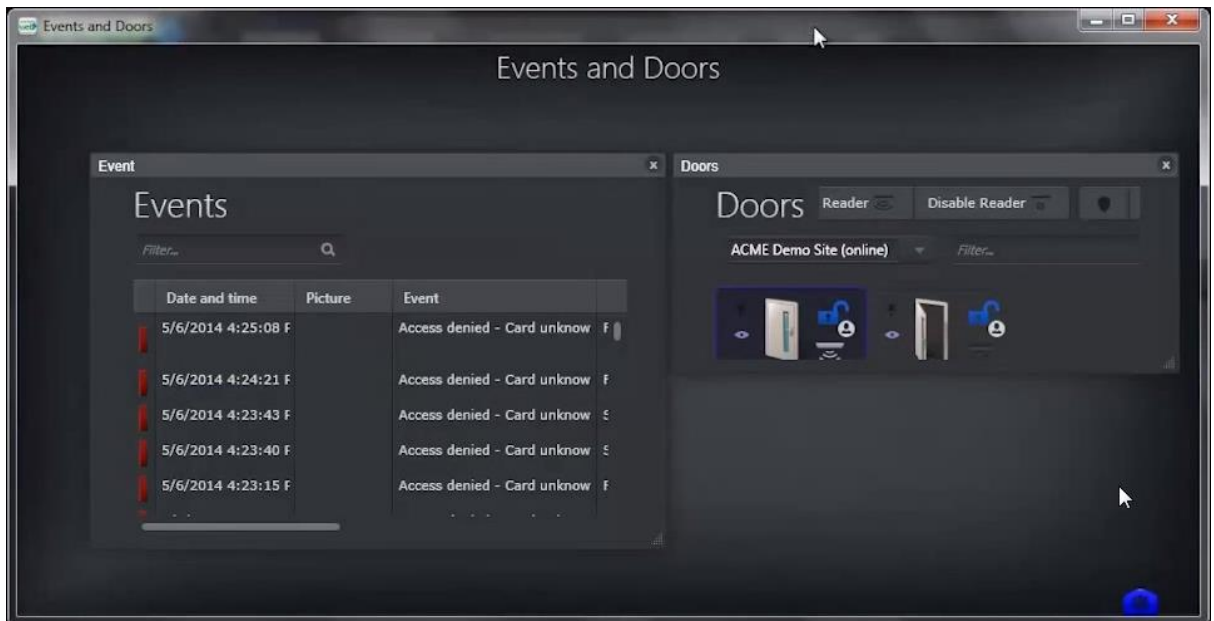 Events and Doors
Events and Doors
Event
Events
Filter...
Date and time Picture Event
5/6/2014 4:25:08 F Access denied - Card unknow F
5/6/2014 4:24:21 F Access denied - Card unknow F
5/6/2014 4:23:43 F Access denied - Card unknow S
5/6/2014 4:23:40 F Access denied - Card unknow S
5/6/2014 4:23:15 F Access denied - Card unknow F
Doors
Doors Reader Disable Reader
ACME Demo Site (online) Filter...